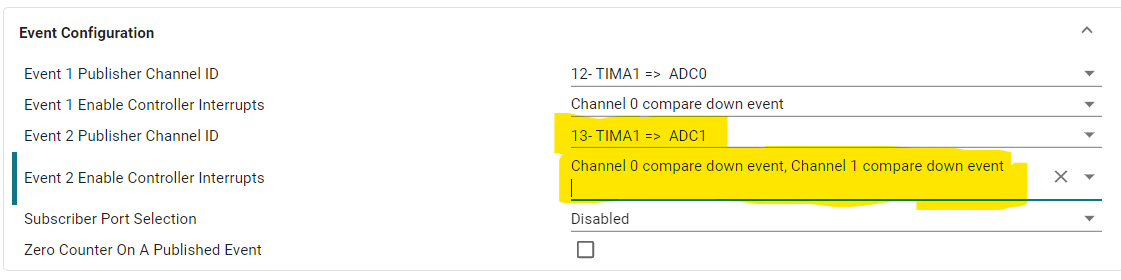 Event Configuration
Event 1 Publisher Channel ID
12- TIMA1 => ADC0
Event 1 Enable Controller Interrupts
Channel 0 compare down event
Event 2 Publisher Channel ID
13- TIMA1 => ADC1
Event 2 Enable Controller Interrupts
Channel 0 compare down event, Channel 1 compare down event
Subscriber Port Selection
Disabled
Zero Counter On A Published Event